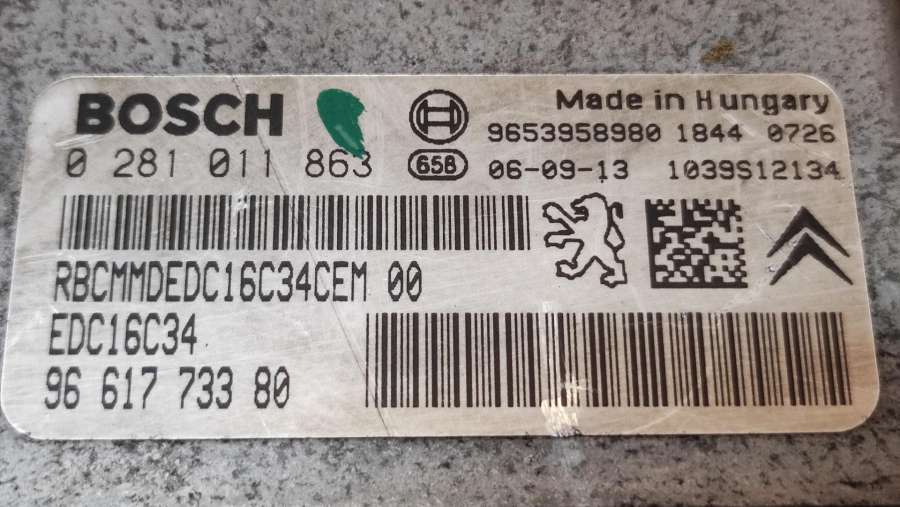 BOSCH
Made in Hungary
9653958980 1844 0726
0 281 011 863
65B
06-09-13 1039S12134
RBCMMDEDC16C34CEM 00
EDC16C34
96 617 733 80